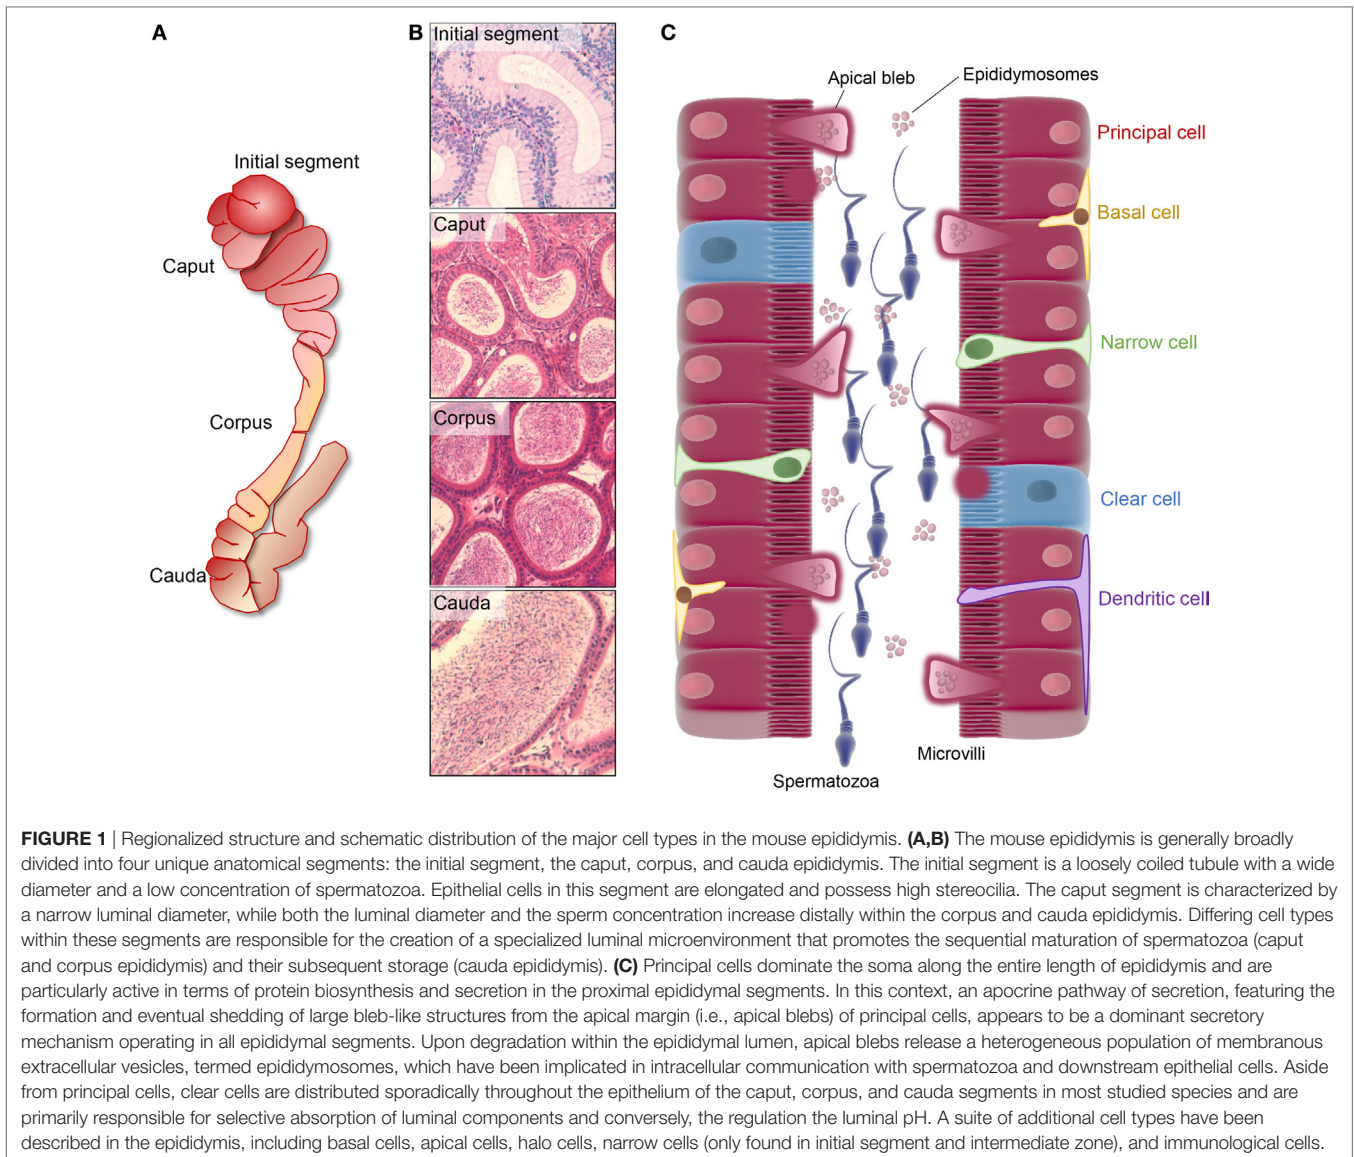 A
B
C
Initial segment
Caput
Corpus
Cauda
Initial segment
Caput
Corpus
Cauda
Apical bleb
Epididymosomes
Principal cell
Basal cell
Narrow cell
Clear cell
Dendritic cell
Microvilli
Spermatozoa
FIGURE 1 | Regionalized structure and schematic distribution of the major cell types in the mouse epididymis. (A,B) The mouse epididymis is generally broadly
divided into four unique anatomical segments: the initial segment, the caput, corpus, and cauda epididymis. The initial segment is a loosely coiled tubule with a wide
diameter and a low concentration of spermatozoa. Epithelial cells in this segment are elongated and possess high stereocilia. The caput segment is characterized by
a narrow luminal diameter, while both the luminal diameter and the sperm concentration increase distally within the corpus and cauda epididymis. Differing cell types
within these segments are responsible for the creation of a specialized luminal microenvironment that promotes the sequential maturation of spermatozoa (caput
and corpus epididymis) and their subsequent storage (cauda epididymis). (C) Principal cells dominate the soma along the entire length of epididymis and are
particularly active in terms of protein biosynthesis and secretion in the proximal epididymal segments. In this context, an apocrine pathway of secretion, featuring the
formation and eventual shedding of large bleb-like structures from the apical margin (i.e., apical blebs) of principal cells, appears to be a dominant secretory
mechanism operating in all epididymal segments. Upon degradation within the epididymal lumen, apical blebs release a heterogeneous population of membranous
extracellular vesicles, termed epididymosomes, which have been implicated in intracellular communication with spermatozoa and downstream epithelial cells. Aside
from principal cells, clear cells are distributed sporadically throughout the epithelium of the caput, corpus, and cauda segments in most studied species and are
primarily responsible for selective absorption of luminal components and conversely, the regulation the luminal pH. A suite of additional cell types have been
described in the epididymis, including basal cells, apical cells, halo cells, narrow cells (only found in initial segment and intermediate zone), and immunological cells.